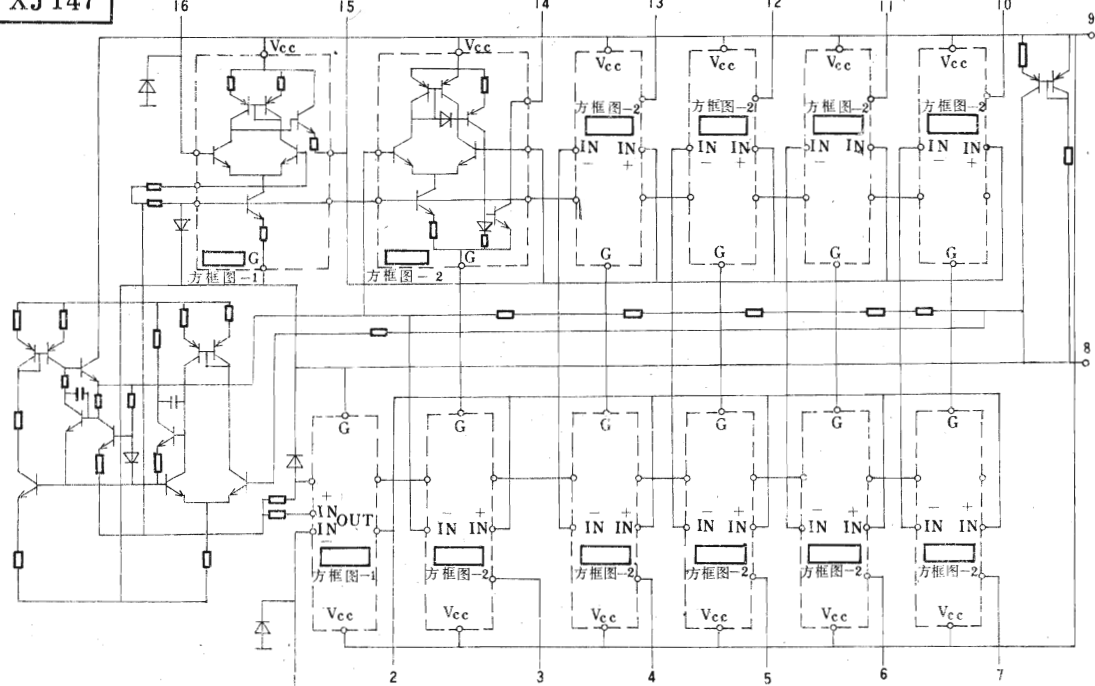 XJ 147
16 15 14 13 12 11 10
9
Vcc Vcc Vcc Vcc Vcc Vcc
方框图-2 方框图-2 方框图-2 方框图-2
IN IN IN IN IN IN IN IN
- + - + - + - +
G G G G G G
方框图-1 方框图-2
8
G G G G G G
+ - + - + - + - + - +
IN
IN OUT IN IN IN IN IN IN IN IN IN IN
-
方框图-1 方框图-2 方框图-2 方框图-2 方框图-2 方框图-2
Vcc Vcc Vcc Vcc Vcc Vcc
2 3 4 5 6 7